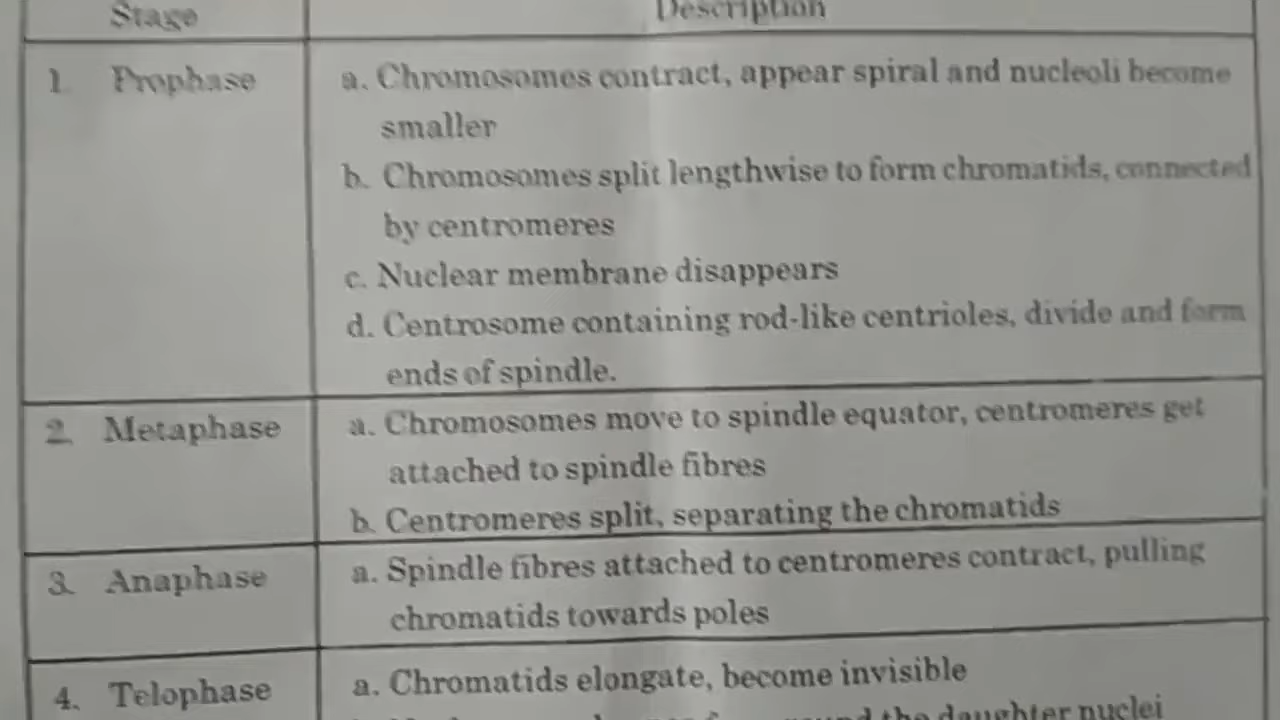 Stage Description
1. Prophase a. Chromosomes contract, appear spiral and nucleoli become
smaller
b. Chromosomes split lengthwise to form chromatids, connected
by centromeres
c. Nuclear membrane disappears
d. Centrosome containing rod-like centrioles, divide and form
ends of spindle.
2. Metaphase a. Chromosomes move to spindle equator, centromeres get
attached to spindle fibres
b. Centromeres split, separating the chromatids
3. Anaphase a. Spindle fibres attached to centromeres contract, pulling
chromatids towards poles
4. Telophase a. Chromatids elongate, become invisible
the daughter nuclei